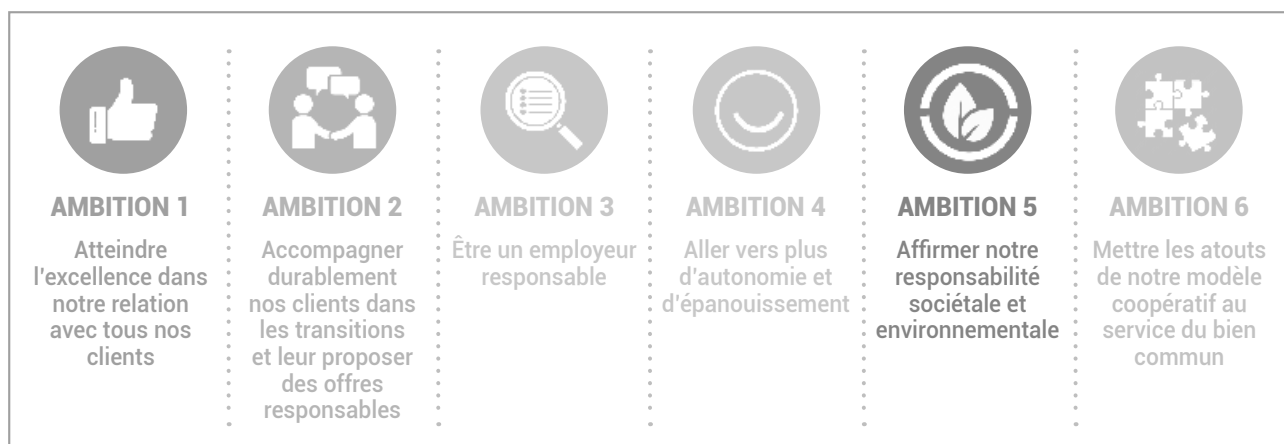 AMBITION 1
Atteindre
l'excellence dans
notre relation
avec tous nos
clients
AMBITION 2
Accompagner
durablement
nos clients dans
les transitions
et leur proposer
des offres
responsables
AMBITION 3
Être un employeur
responsable
AMBITION 4
Aller vers plus
d'autonomie et
d'épanouissement
AMBITION 5
Affirmer notre
responsabilité
sociétale et
environnementale
AMBITION 6
Mettre les atouts
de notre modèle
coopératif au
service du bien
commun